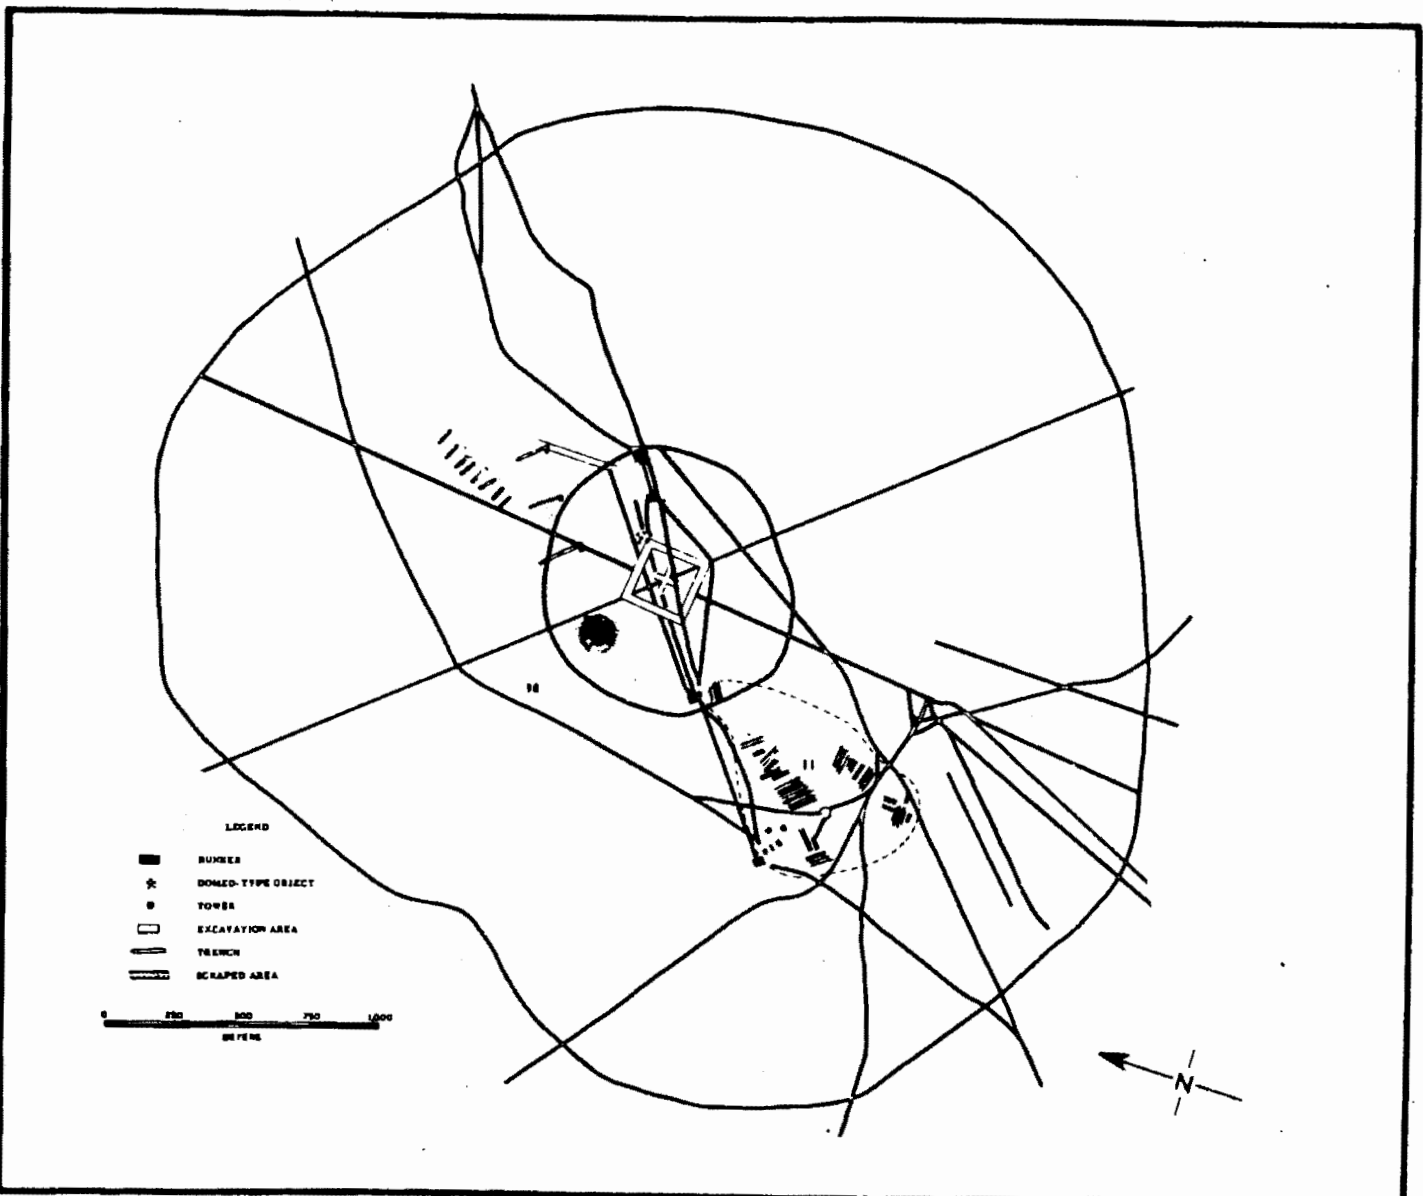 LEGEND
BUNKER
DOMED-TYPE OBJECT
TOWER
EXCAVATION AREA
TRENCH
SCRAPED AREA
0 250 500 750 1,000
METERS
N